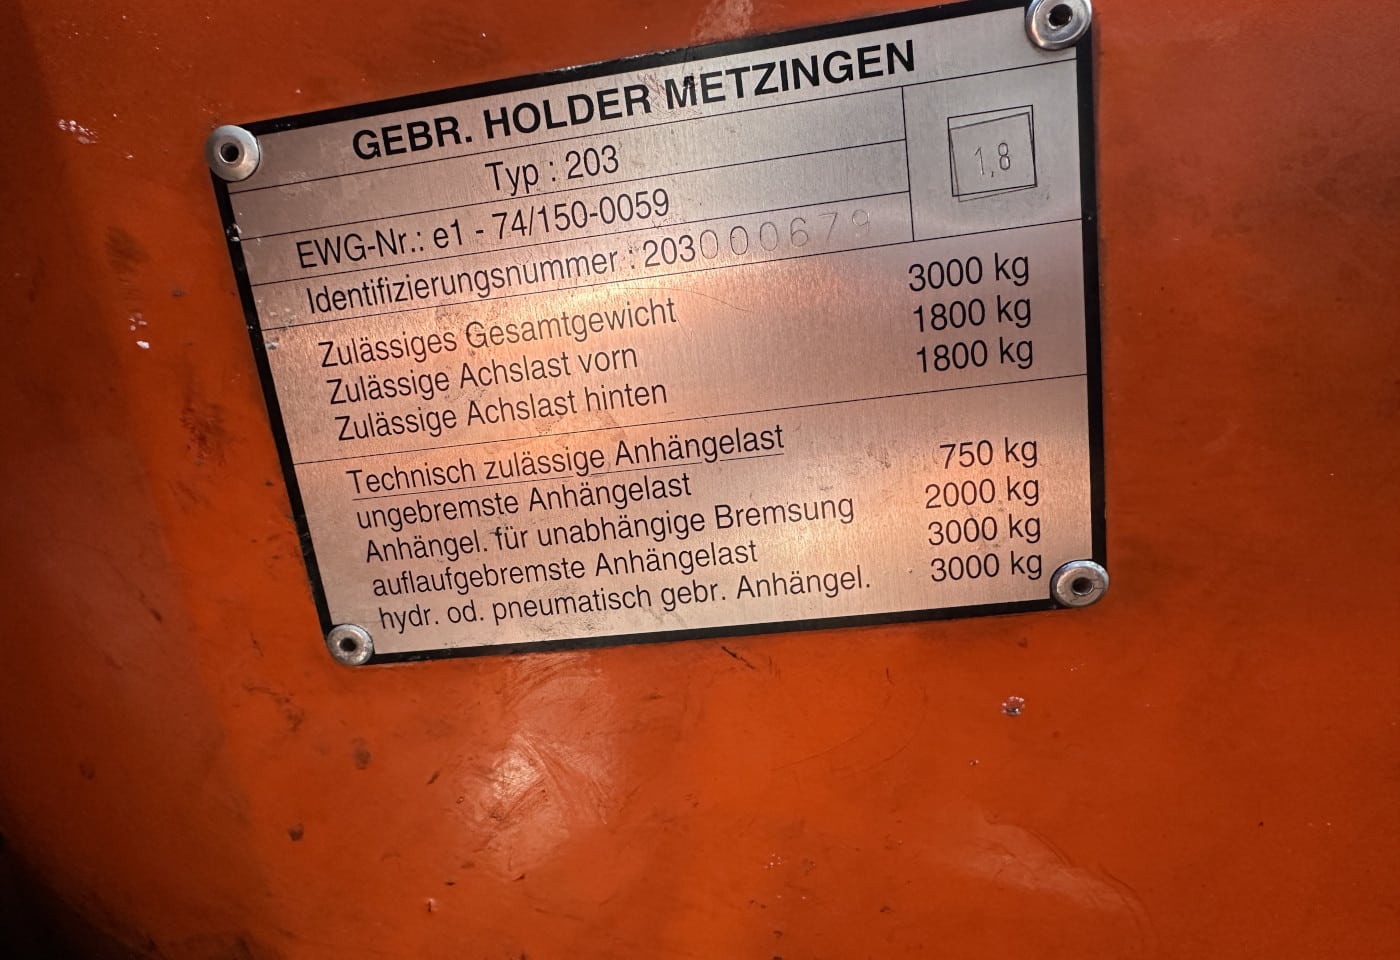 GEBR. HOLDER METZINGEN
Typ : 203
1,8
EWG-Nr.: e1 - 74/150-0059
Identifizierungsnummer : 203000679
Zulässiges Gesamtgewicht 3000 kg
Zulässige Achslast vorn 1800 kg
Zulässige Achslast hinten 1800 kg
Technisch zulässige Anhängelast
ungebremste Anhängelast 750 kg
Anhängel. für unabhängige Bremsung 2000 kg
auflaufgebremste Anhängelast 3000 kg
hydr. od. pneumatisch gebr. Anhängel. 3000 kg